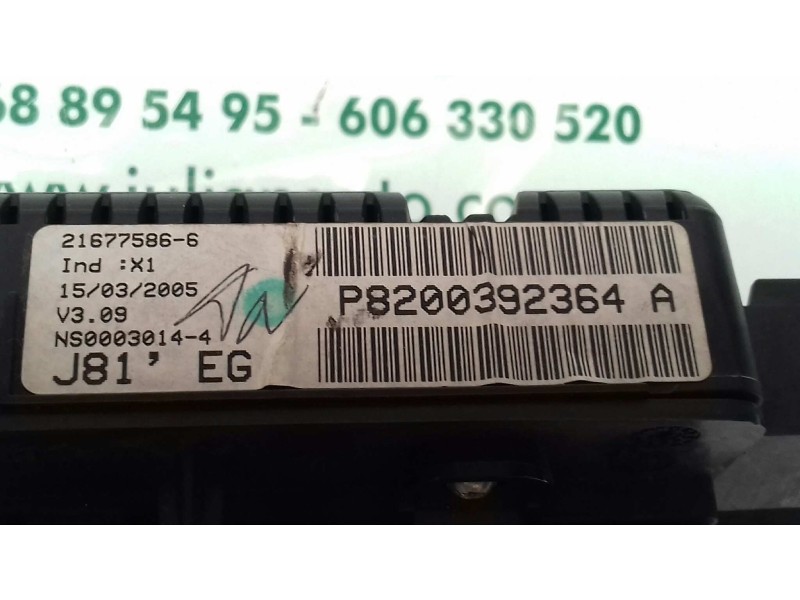 68 89 54 95 - 606 330 520
21677586-6
Ind :X1
15/03/2005
V3.09
NS0003014-4
J81' EG
P8200392364 A